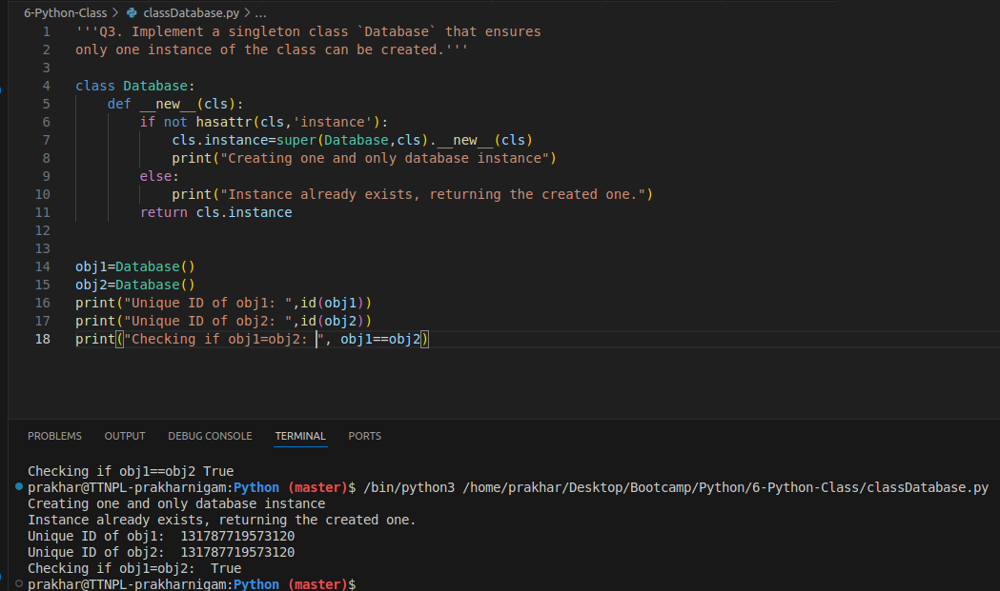 6-Python-Class > classDatabase.py > ...
1 '''Q3. Implement a singleton class `Database` that ensures
2 only one instance of the class can be created.'''
3
4 class Database:
5     def __new__(cls):
6         if not hasattr(cls,'instance'):
7             cls.instance=super(Database,cls).__new__(cls)
8             print("Creating one and only database instance")
9         else:
10             print("Instance already exists, returning the created one.")
11         return cls.instance
12
13
14 obj1=Database()
15 obj2=Database()
16 print("Unique ID of obj1: ",id(obj1))
17 print("Unique ID of obj2: ",id(obj2))
18 print("Checking if obj1=obj2: ", obj1==obj2)
PROBLEMS OUTPUT DEBUG CONSOLE TERMINAL PORTS
Checking if obj1==obj2 True
prakhar@TTNPL-prakharnigam:Python (master)$ /bin/python3 /home/prakhar/Desktop/Bootcamp/Python/6-Python-Class/classDatabase.py
Creating one and only database instance
Instance already exists, returning the created one.
Unique ID of obj1:  131787719573120
Unique ID of obj2:  131787719573120
Checking if obj1=obj2:  True
prakhar@TTNPL-prakharnigam:Python (master)$